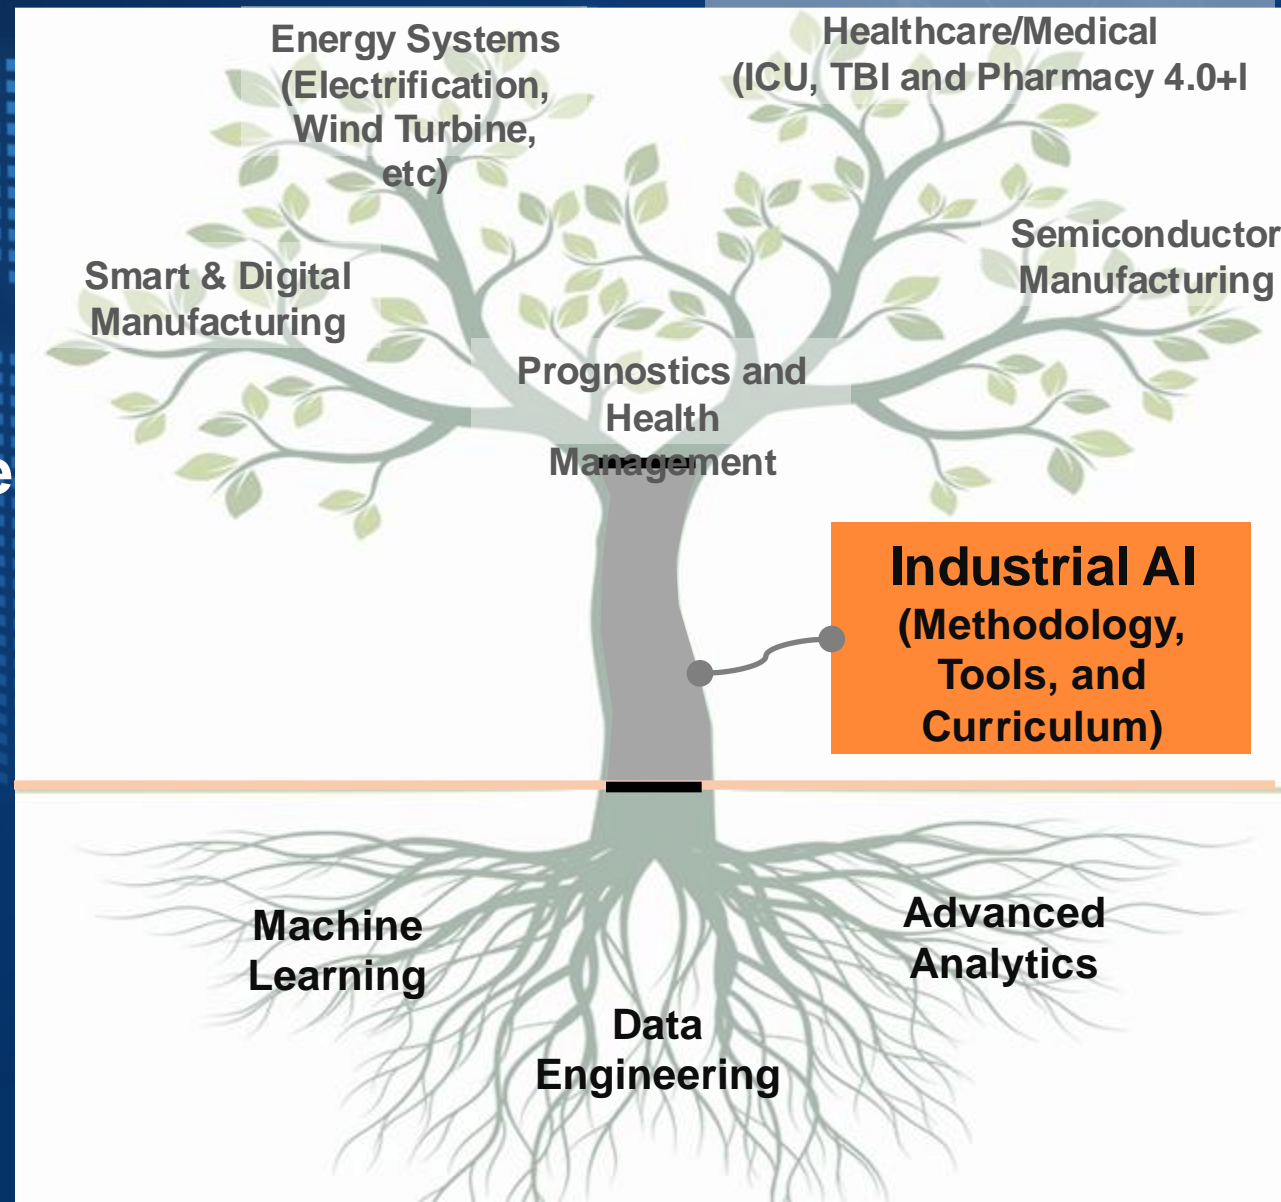 Energy Systems
(Electrification,
Wind Turbine,
etc)
Healthcare/Medical
(ICU, TBI and Pharmacy 4.0+I
Smart & Digital
Manufacturing
Semiconductor
Manufacturing
Prognostics and
Health
Management
e
Industrial AI
(Methodology,
Tools, and
Curriculum)
Machine
Learning
Advanced
Analytics
Data
Engineering